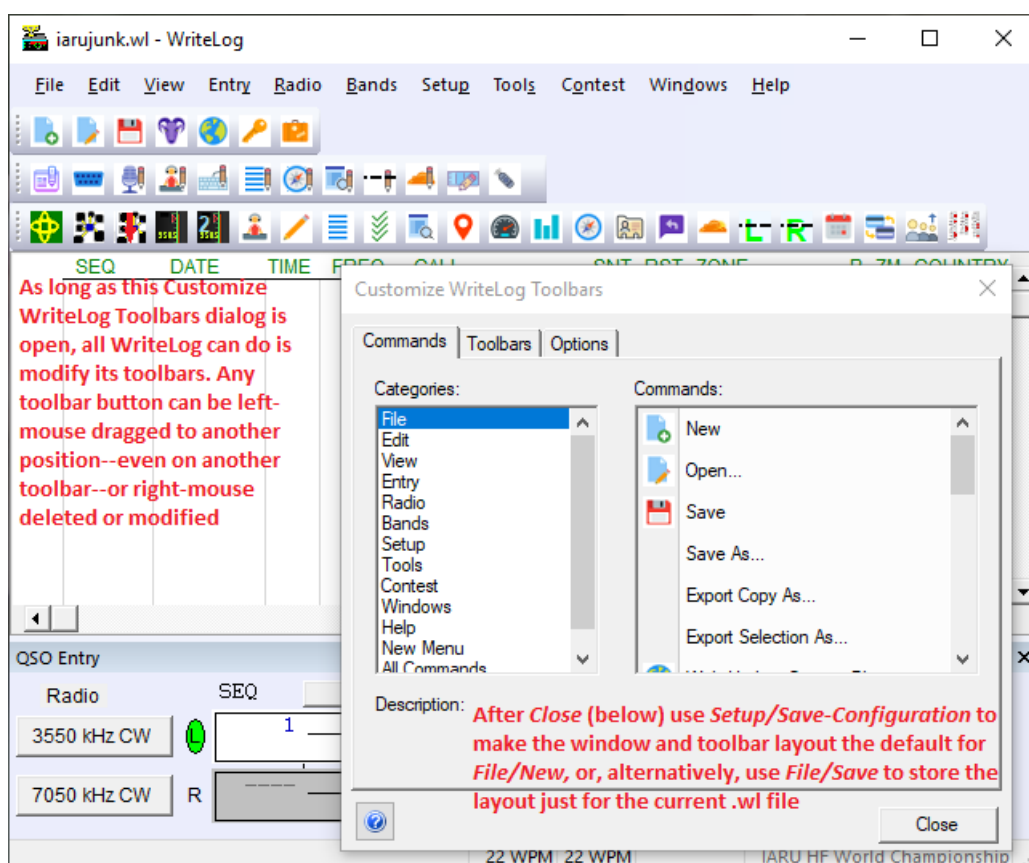 iarujunk.wl - WriteLog
File Edit View Entry Radio Bands Setup Tools Contest Windows Help
SEQ DATE TIME FREQ CALL SNT RST ZONE P ZM COUNTRY
As long as this Customize
WriteLog Toolbars dialog is
open, all WriteLog can do is
modify its toolbars. Any
toolbar button can be left-
mouse dragged to another
position--even on another
toolbar--or right-mouse
deleted or modified
Customize WriteLog Toolbars
Commands Toolbars Options
Categories:
File
Edit
View
Entry
Radio
Bands
Setup
Tools
Contest
Windows
Help
New Menu
All Commands
Commands:
New
Open...
Save
Save As...
Export Copy As...
Export Selection As...
Description:
After Close (below) use Setup/Save-Configuration to
make the window and toolbar layout the default for
File/New, or, alternatively, use File/Save to store the
layout just for the current .wl file
Close
QSO Entry
Radio SEQ
3550 kHz CW L 1
7050 kHz CW R
22 WPM 22 WPM IARU HF World Championship